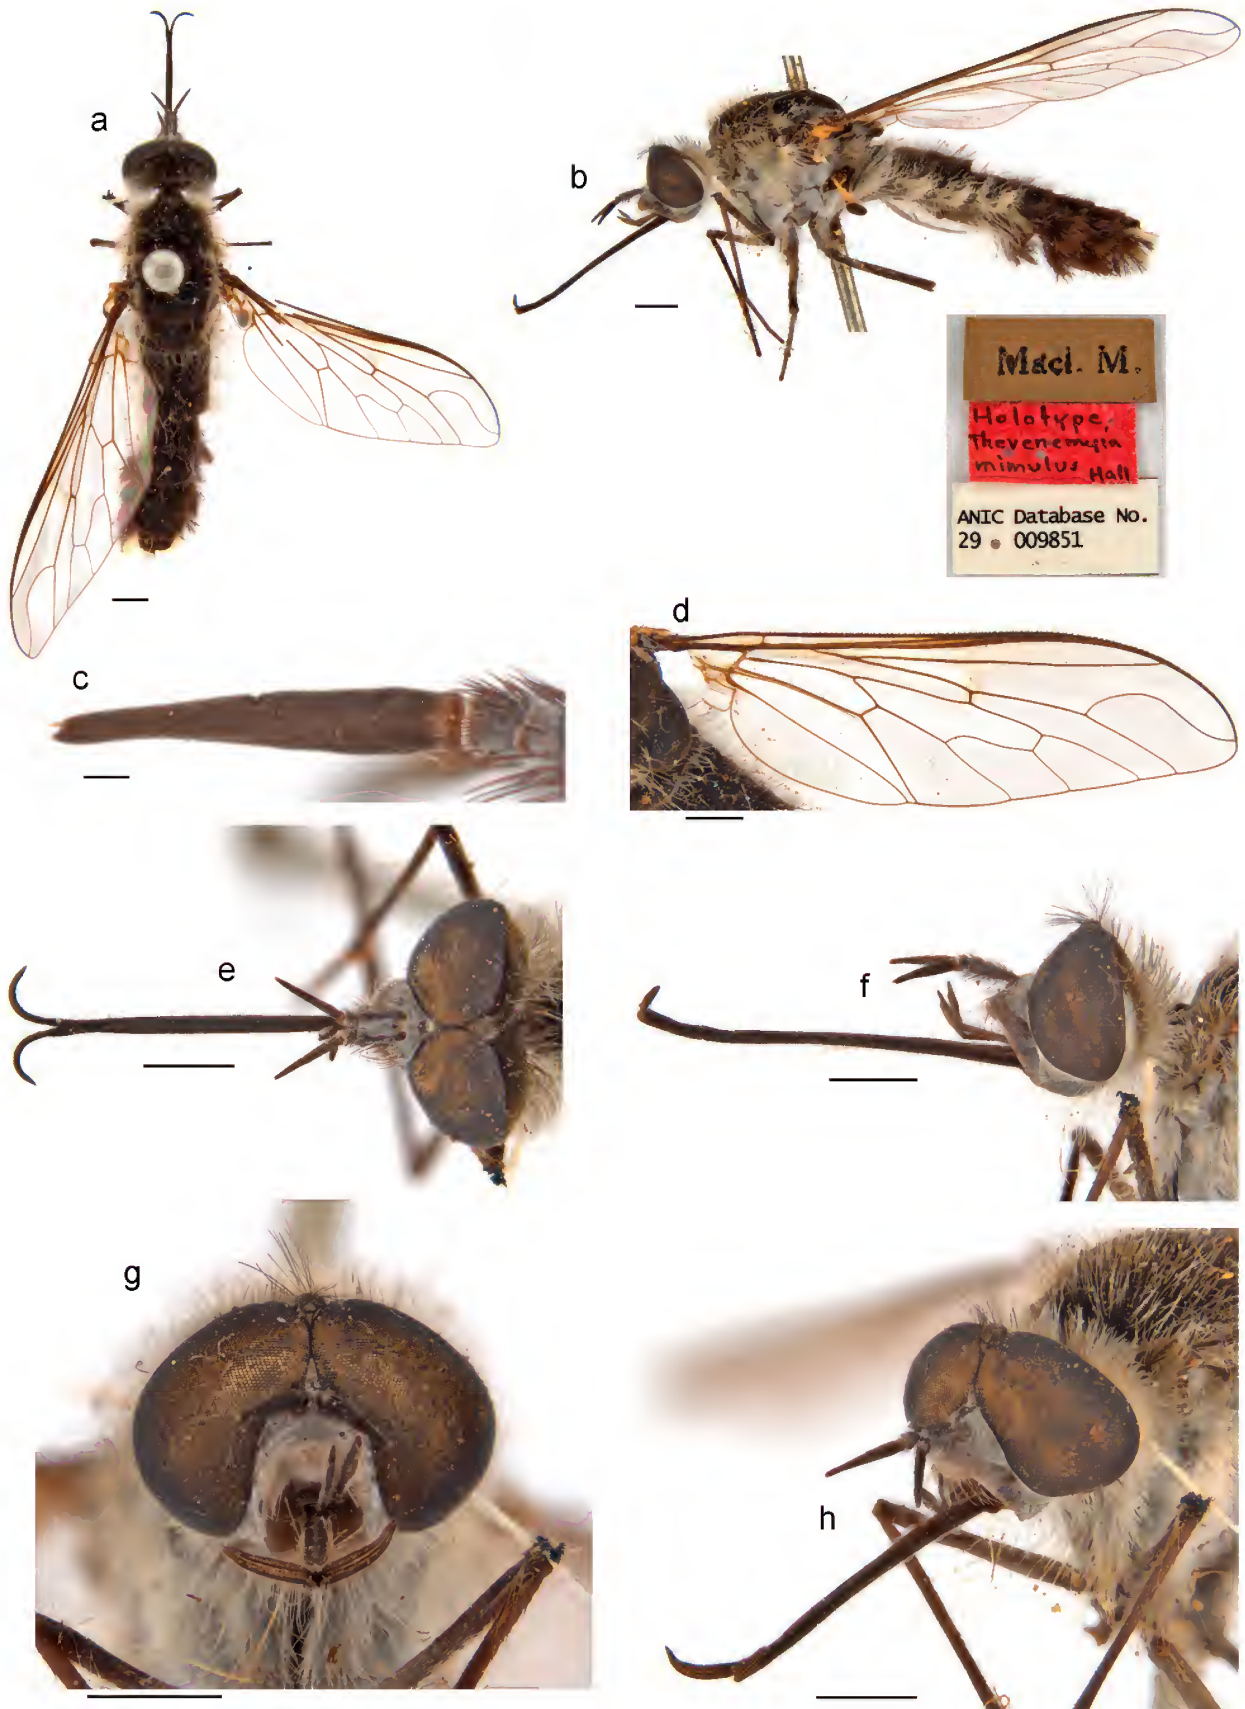 a
b
Macl. M.
Holotype,
Thevenemyia
mimulus Hall
ANIC Database No.
29 . 009851
c
d
e
f
g
h